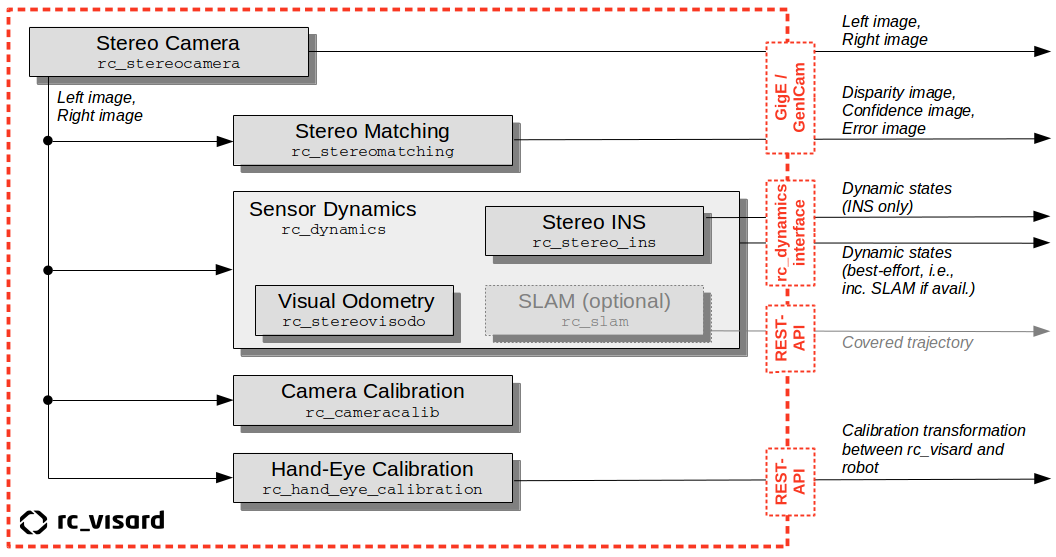 Stereo Camera
rc_stereocamera
Left image,
Right image
Left image,
Right image
GigE /
GenICam
Stereo Matching
rc_stereomatching
Disparity image,
Confidence image,
Error image
Sensor Dynamics
rc_dynamics
Stereo INS
rc_stereo_ins
rc_dynamics
interface
Dynamic states
(INS only)
Dynamic states
(best-effort, i.e.,
inc. SLAM if avail.)
Visual Odometry
rc_stereovisodo
SLAM (optional)
rc_slam
REST-
API
Covered trajectory
Camera Calibration
rc_cameracalib
Hand-Eye Calibration
rc_hand_eye_calibration
REST-
API
Calibration transformation
between rc_visard and
robot
rc_visard